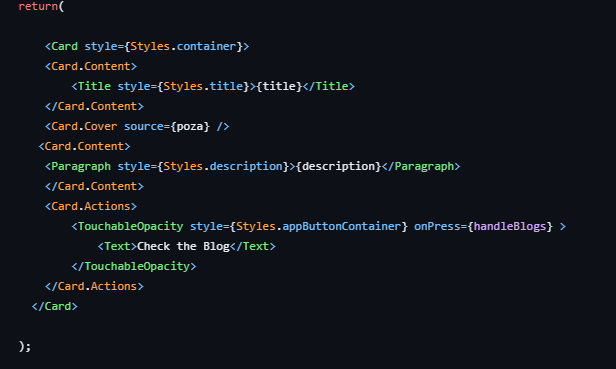 return(
<Card style={Styles.container}>
<Card.Content>
<Title style={Styles.title}>{title}</Title>
</Card.Content>
<Card.Cover source={poza} />
<Card.Content>
<Paragraph style={Styles.description}>{description}</Paragraph>
</Card.Content>
<Card.Actions>
<TouchableOpacity style={Styles.appButtonContainer} onPress={handleBlogs} >
<Text>Check the Blog</Text>
</TouchableOpacity>
</Card.Actions>
</Card>
);